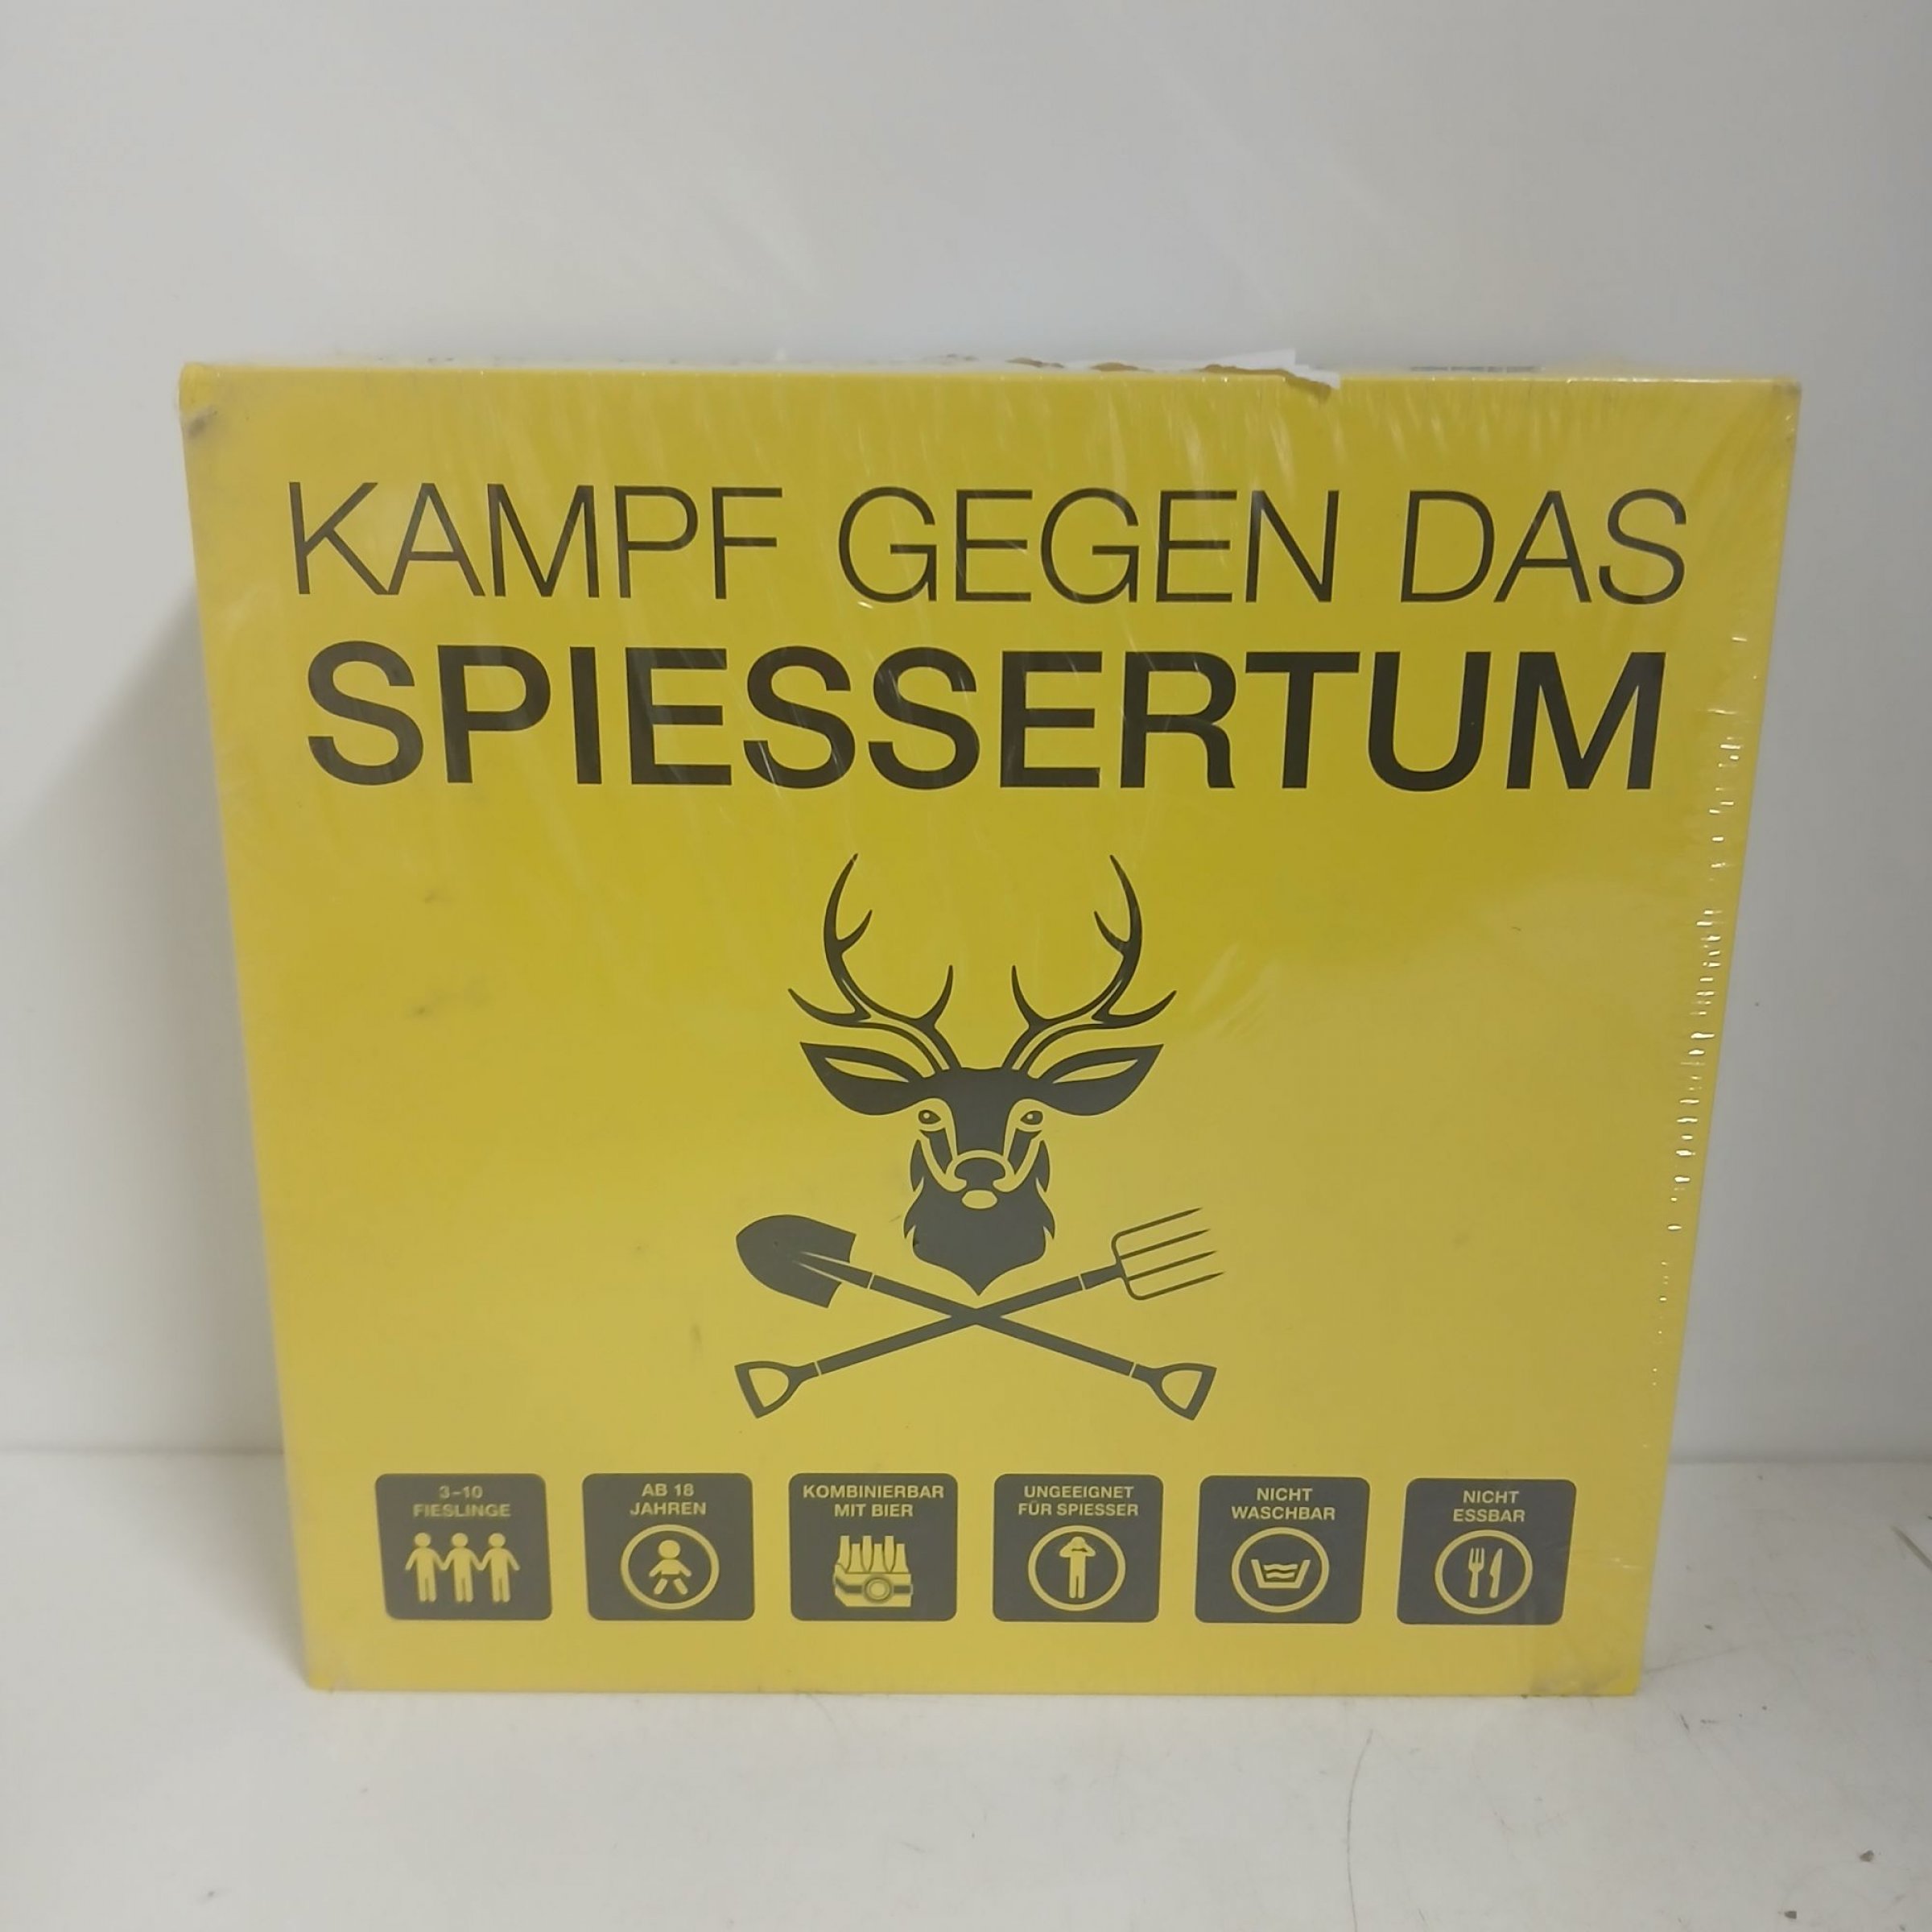 KAMPF GEGEN DAS
SPIESSERTUM
3-10
FIESLINGE
AB 18
JAHREN
KOMBINIERBAR
MIT BIER
UNGEEIGNET
FÜR SPIESSER
NICHT
WASCHBAR
NICHT
ESSBAR